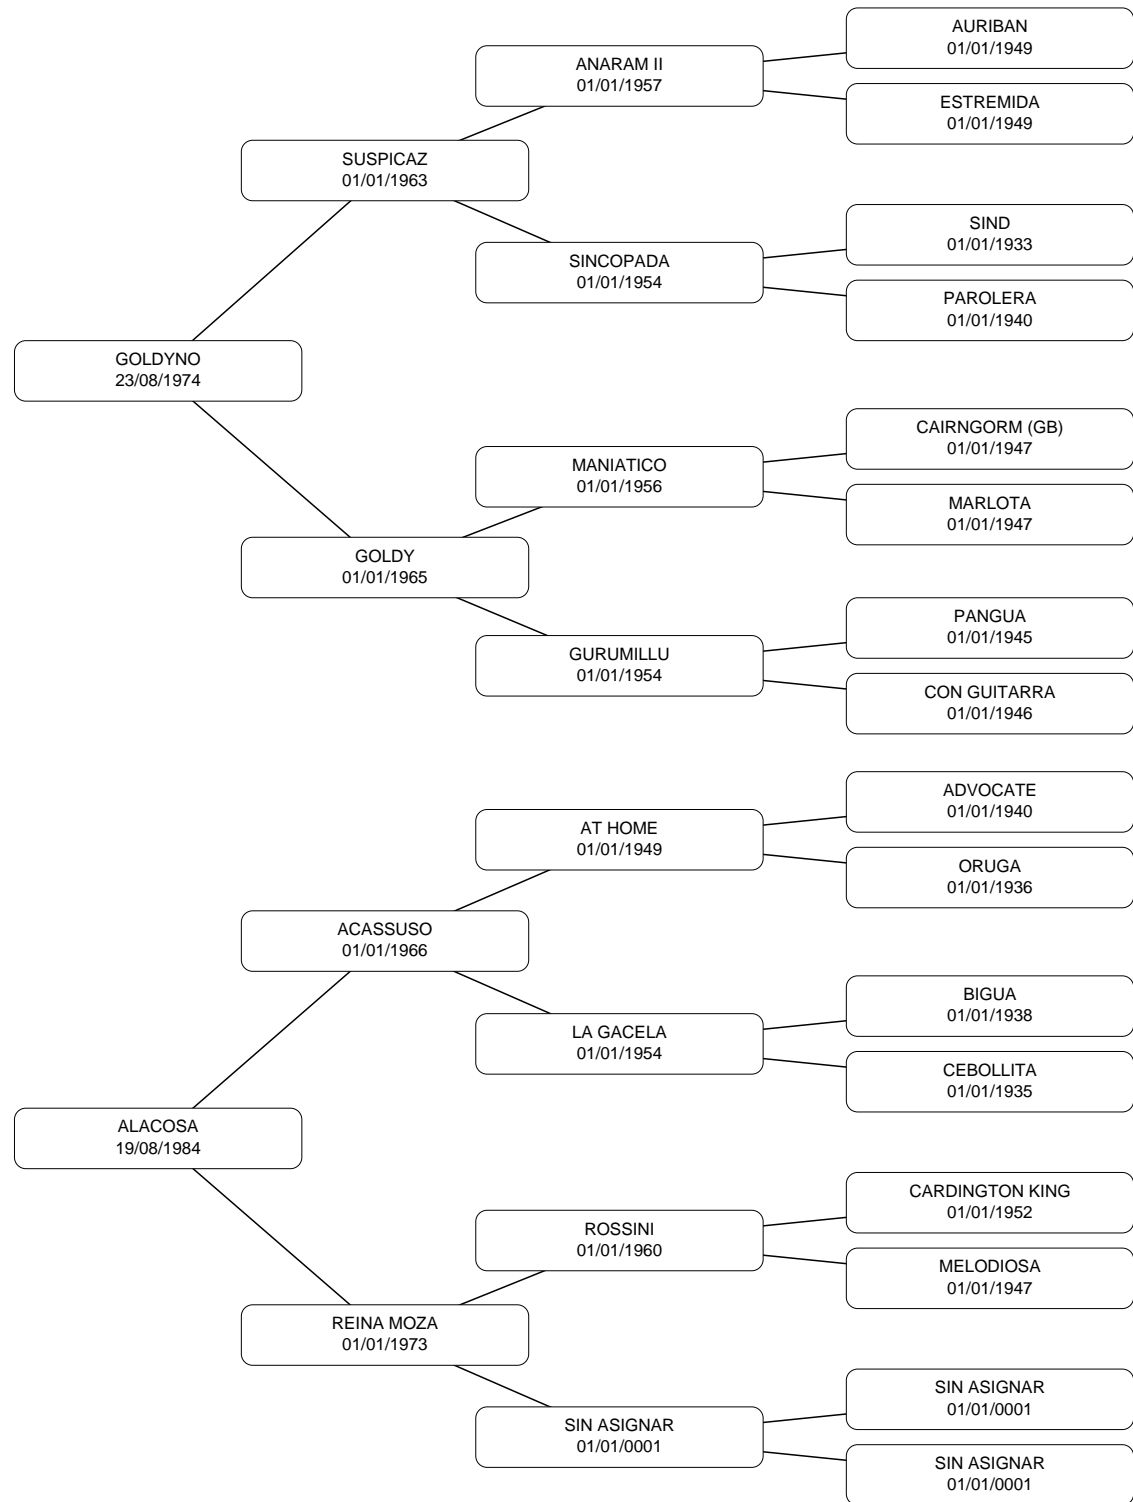 AURIBAN
01/01/1949
ANARAM II
01/01/1957
ESTREMIDA
01/01/1949
SUSPICAZ
01/01/1963
SIND
01/01/1933
SINCOPADA
01/01/1954
PAROLERA
01/01/1940
GOLDYNO
23/08/1974
CAIRNGORM (GB)
01/01/1947
MANIATICO
01/01/1956
MARLOTA
01/01/1947
GOLDY
01/01/1965
PANGUA
01/01/1945
GURUMILLU
01/01/1954
CON GUITARRA
01/01/1946
ADVOCATE
01/01/1940
AT HOME
01/01/1949
ORUGA
01/01/1936
ACASSUSO
01/01/1966
BIGUA
01/01/1938
LA GACELA
01/01/1954
CEBOLLITA
01/01/1935
ALACOSA
19/08/1984
CARDINGTON KING
01/01/1952
ROSSINI
01/01/1960
MELODIOSA
01/01/1947
REINA MOZA
01/01/1973
SIN ASIGNAR
01/01/0001
SIN ASIGNAR
01/01/0001
SIN ASIGNAR
01/01/0001